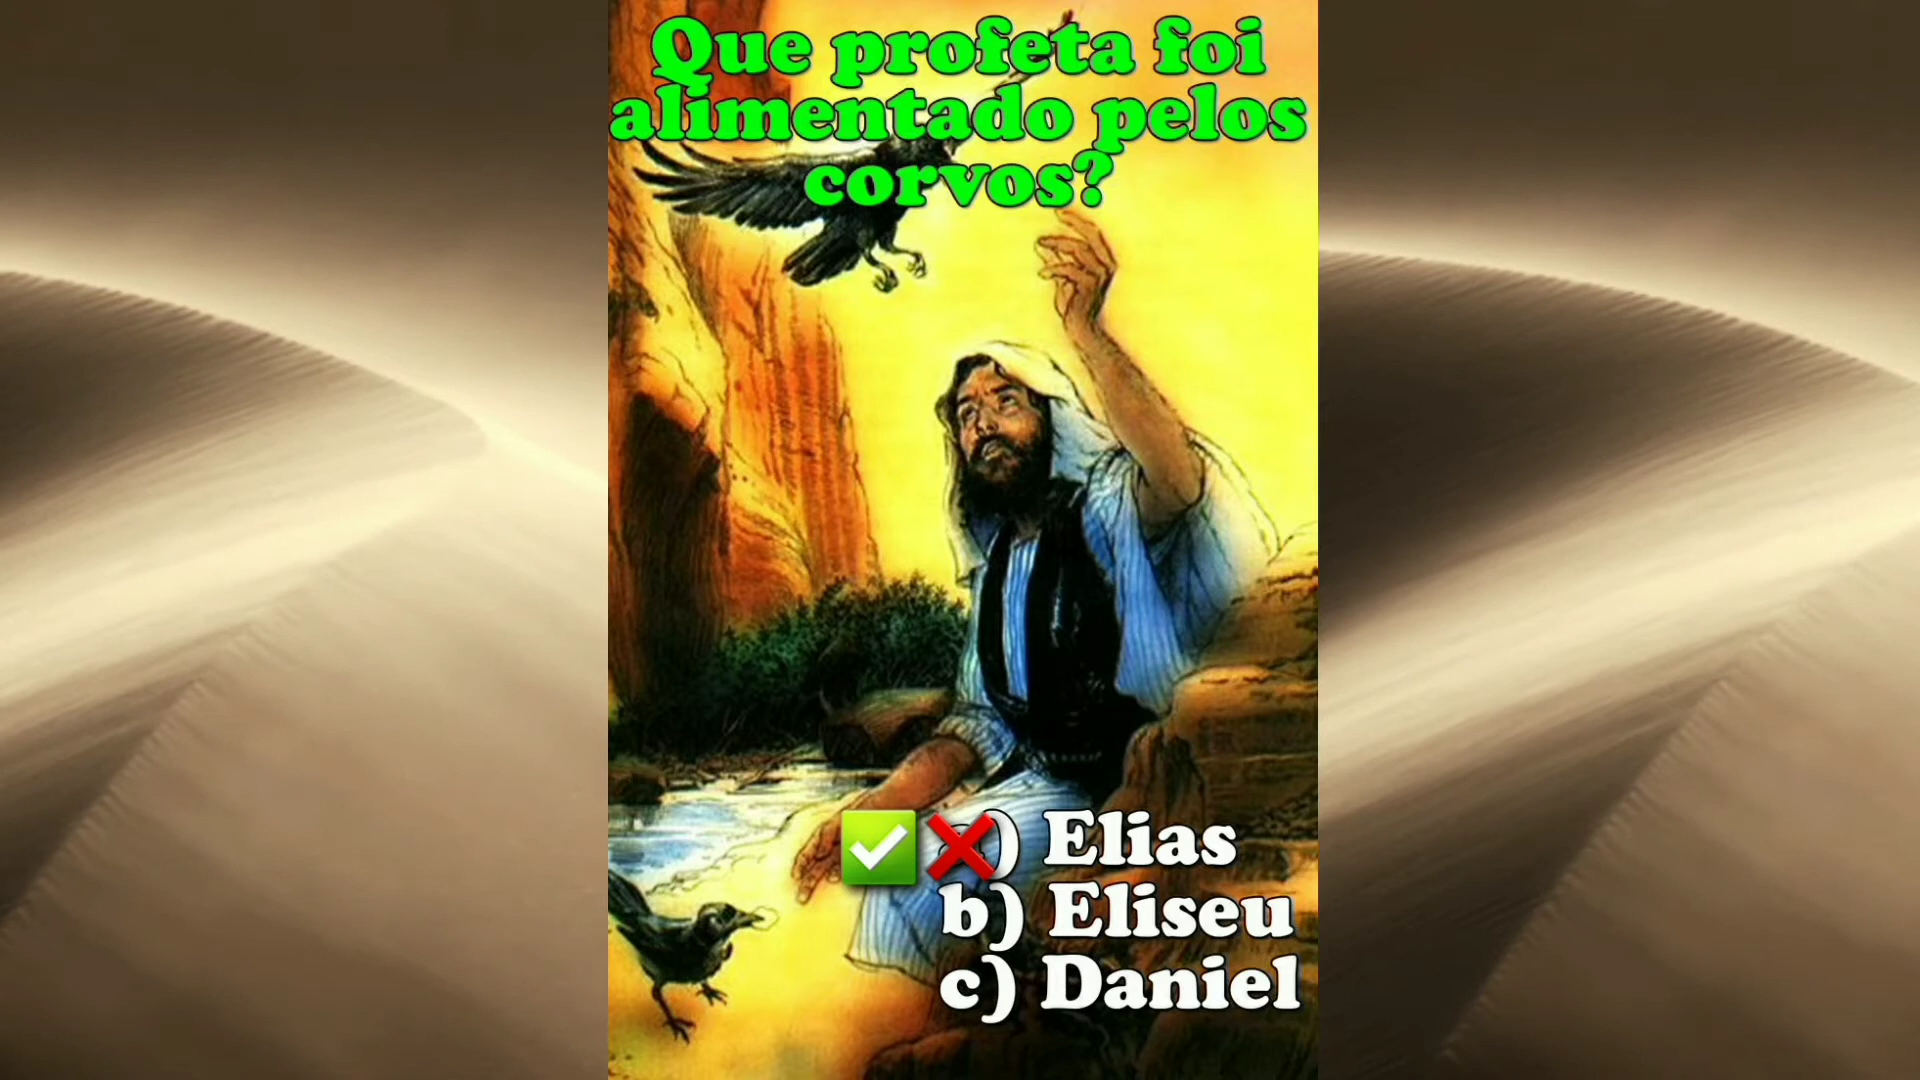 Que profeta foi
alimentado pelos
corvos?
a) Elias
b) Eliseu
c) Daniel